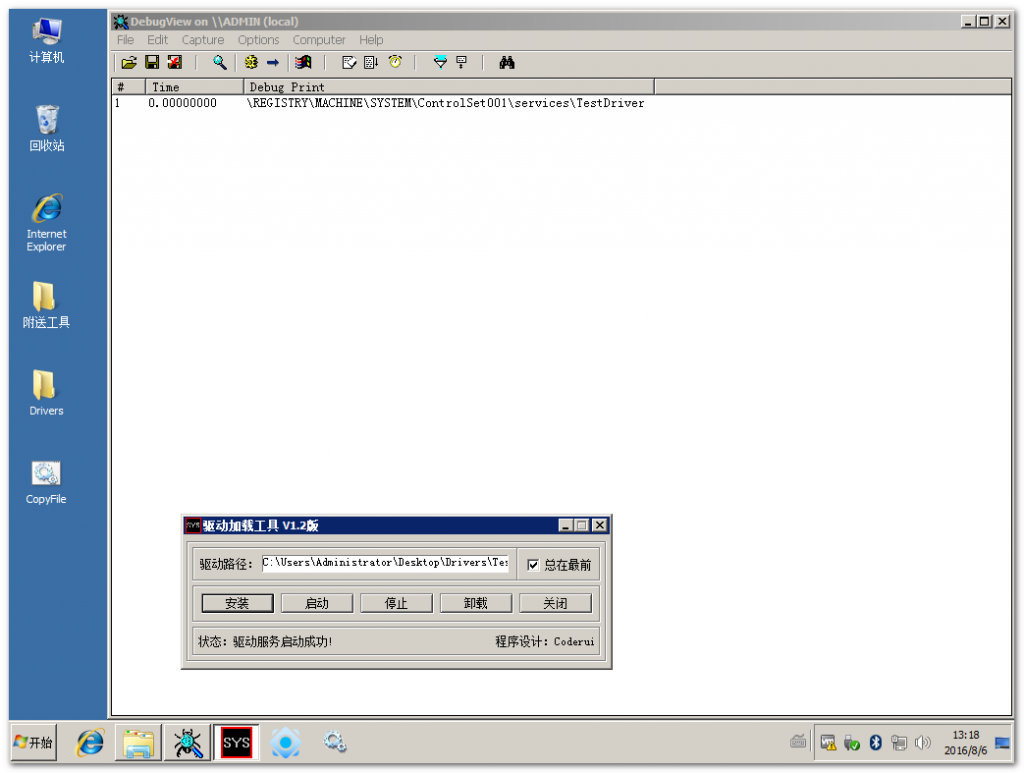 计算机
回收站
Internet
Explorer
附送工具
Drivers
CopyFile
DebugView on \\ADMIN (local)
File Edit Capture Options Computer Help
# Time Debug Print
1 0.00000000 \REGISTRY\MACHINE\SYSTEM\ControlSet001\services\TestDriver
SYS 驱动加载工具 V1.2版
驱动路径: C:\Users\Administrator\Desktop\Drivers\Tes 总在最前
安装 启动 停止 卸载 关闭
状态: 驱动服务启动成功! 程序设计: Coderui
开始 SYS 13:18
2016/8/6